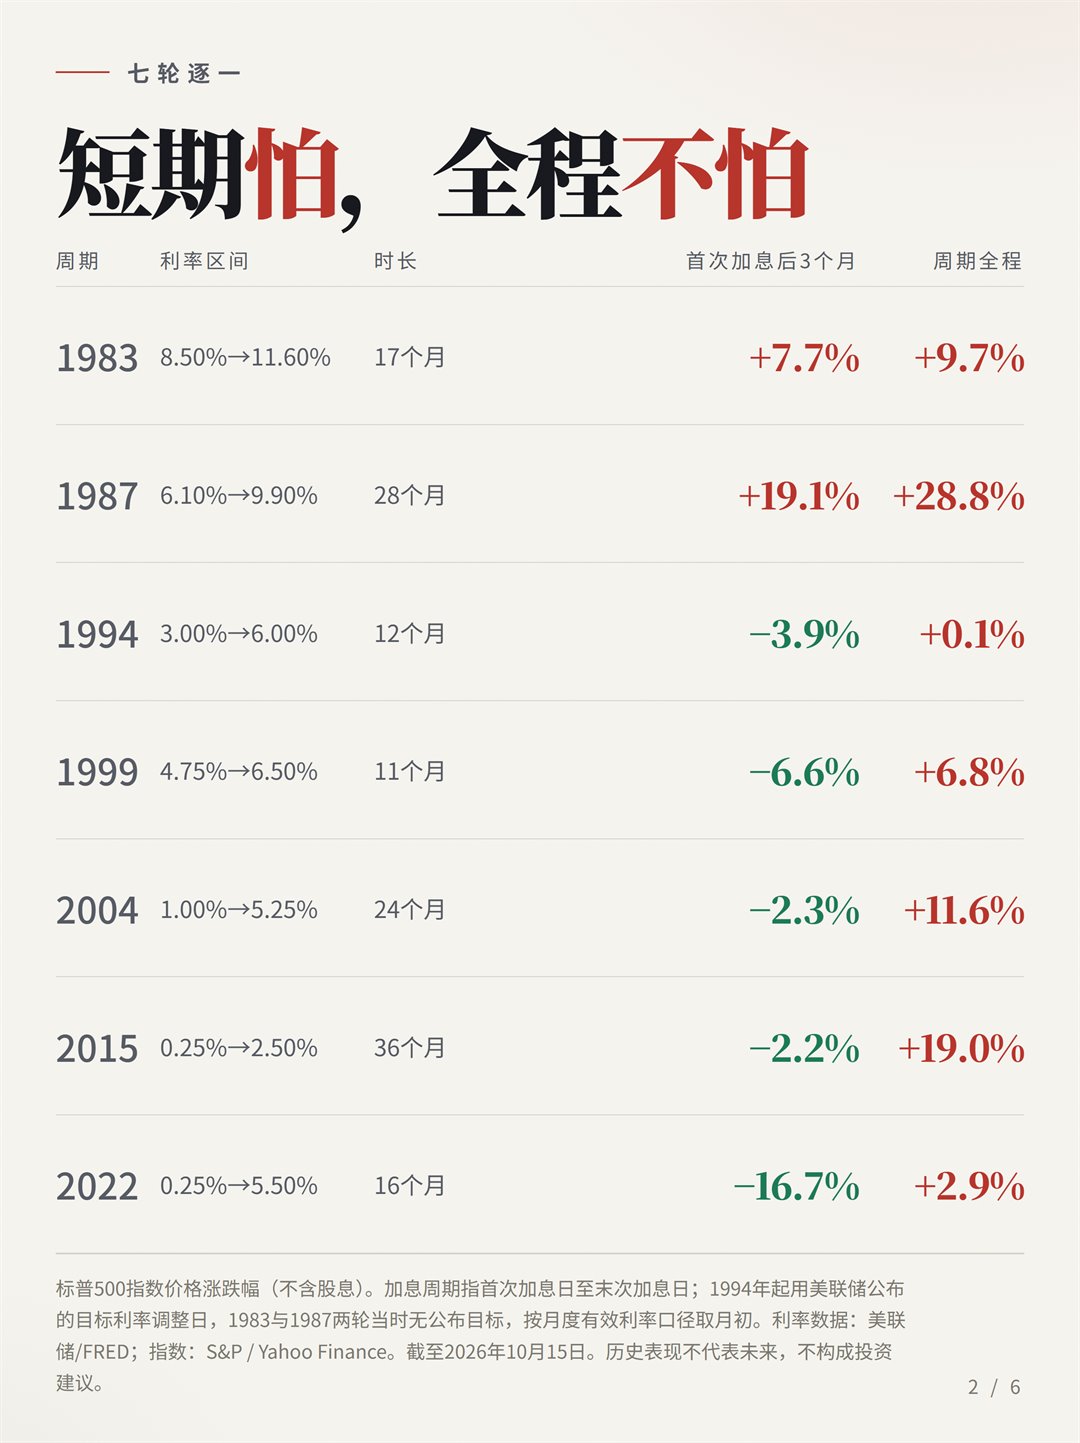 七轮逐一
短期怕，全程不怕
周期 利率区间 时长 首次加息后3个月 周期全程
1983 8.50%→11.60% 17个月 +7.7% +9.7%
1987 6.10%→9.90% 28个月 +19.1% +28.8%
1994 3.00%→6.00% 12个月 −3.9% +0.1%
1999 4.75%→6.50% 11个月 −6.6% +6.8%
2004 1.00%→5.25% 24个月 −2.3% +11.6%
2015 0.25%→2.50% 36个月 −2.2% +19.0%
2022 0.25%→5.50% 16个月 −16.7% +2.9%
标普500指数价格涨跌幅（不含股息）。加息周期指首次加息日至末次加息日；1994年起用美联储公布
的目标利率调整日，1983与1987两轮当时无公布目标，按月度有效利率口径取月初。利率数据：美联
储/FRED；指数：S&P / Yahoo Finance。截至2026年10月15日。历史表现不代表未来，不构成投资
建议。
2 / 6